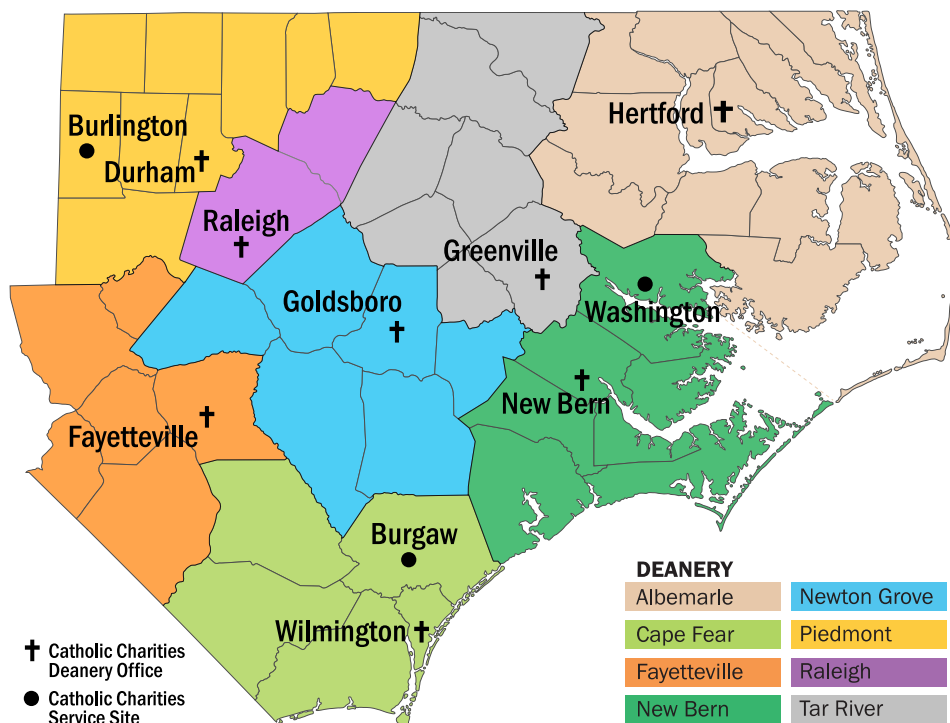 Hertford
Burlington
Durham
Raleigh
Greenville
Goldsboro
Washington
New Bern
Fayetteville
Burgaw
Wilmington
Catholic Charities
Deanery Office
Catholic Charities
Service Site
DEANERY
Albemarle
Newton Grove
Cape Fear
Piedmont
Fayetteville
Raleigh
New Bern
Tar River